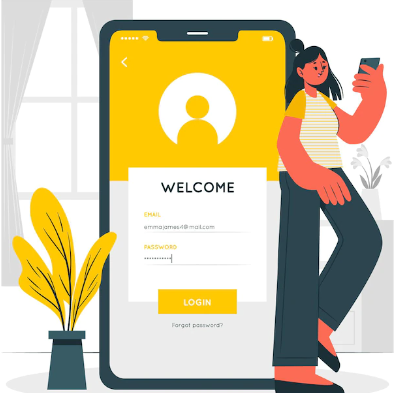 WELCOME
EMAIL
emmajames4@mail.com
PASSWORD
••••••••••••
LOGIN
Forgot password?